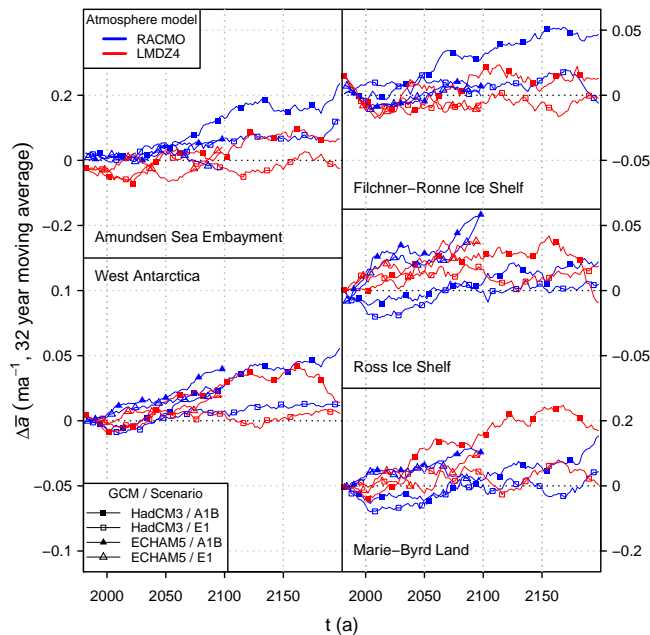 Atmosphere model
RACMO
LMDZ4
0.2
0
-0.2
Amundsen Sea Embayment
0.05
0
-0.05
Filchner-Ronne Ice Shelf
West Antarctica
0.1
0.05
0
-0.05
-0.1
0.05
0
-0.05
Ross Ice Shelf
GCM / Scenario
HadCM3 / A1B
HadCM3 / E1
ECHAM5 / A1B
ECHAM5 / E1
0.2
0
-0.2
Marie-Byrd Land
Δa̅ (ma⁻¹, 32 year moving average)
2000 2050 2100 2150 2000 2050 2100 2150
t (a)